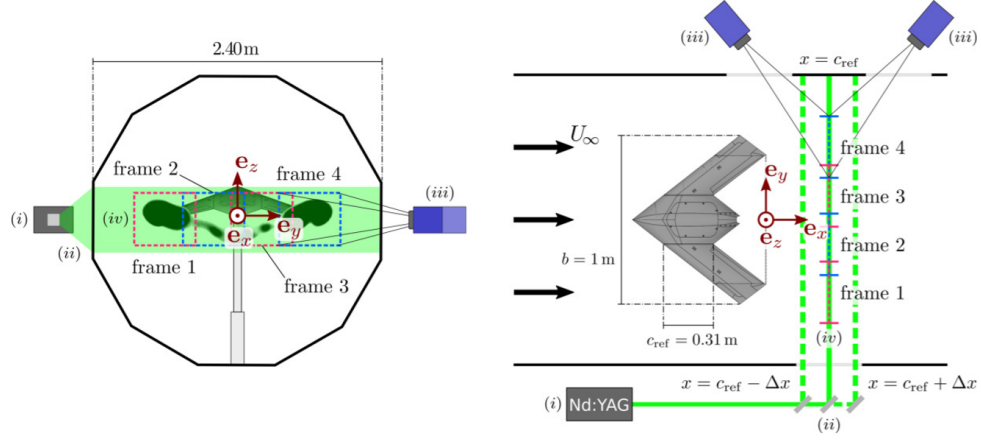 2.40 m
frame 2
e_z
frame 4
(i)
(iv)
e_x
e_y
(iii)
(ii)
frame 1
frame 3
(iii)
(iii)
x = c_ref
U_∞
frame 4
e_y
frame 3
e_z
e_x
frame 2
b = 1 m
frame 1
c_ref = 0.31 m
(iv)
x = c_ref − Δx
x = c_ref + Δx
(i)
Nd:YAG
(ii)